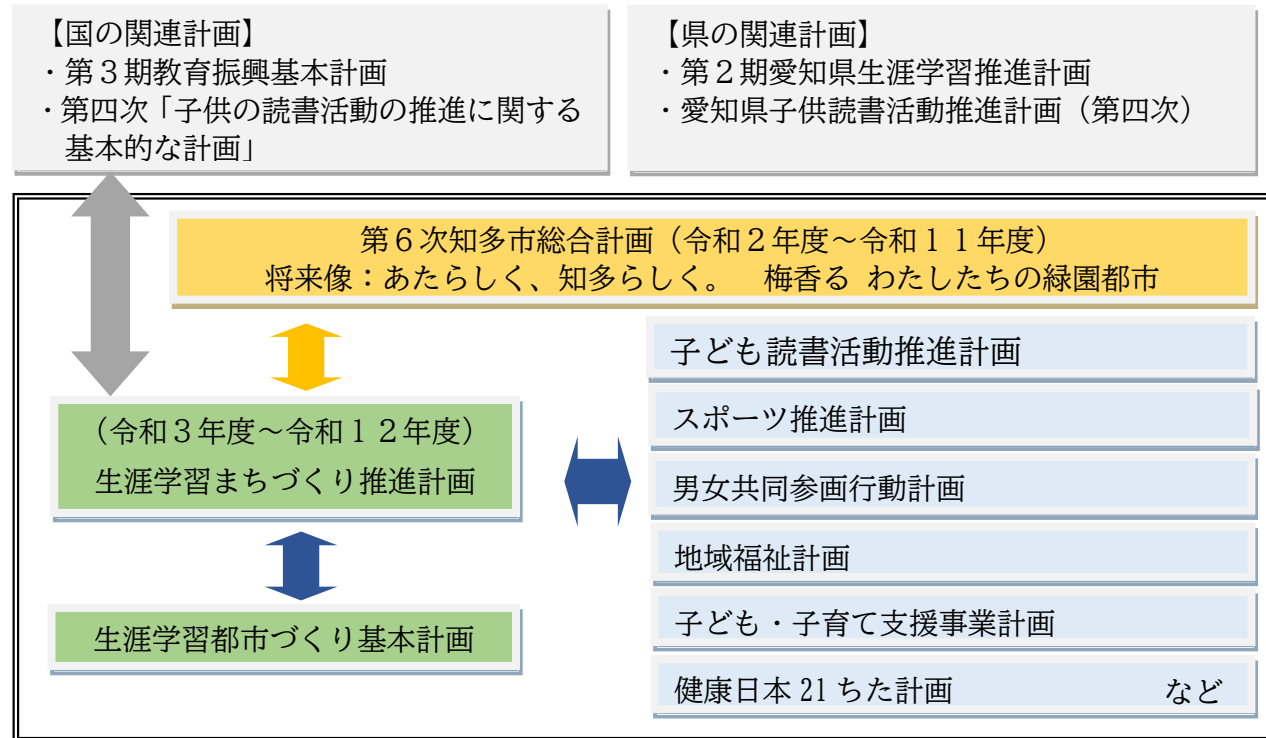 【国の関連計画】
・第３期教育振興基本計画
・第四次「子供の読書活動の推進に関する
基本的な計画」
【県の関連計画】
・第２期愛知県生涯学習推進計画
・愛知県子供読書活動推進計画（第四次）
第６次知多市総合計画（令和２年度～令和１１年度）
将来像：あたらしく、知多らしく。　梅香る わたしたちの緑園都市
（令和３年度～令和１２年度）
生涯学習まちづくり推進計画
生涯学習都市づくり基本計画
子ども読書活動推進計画
スポーツ推進計画
男女共同参画行動計画
地域福祉計画
子ども・子育て支援事業計画
健康日本 21 ちた計画　など